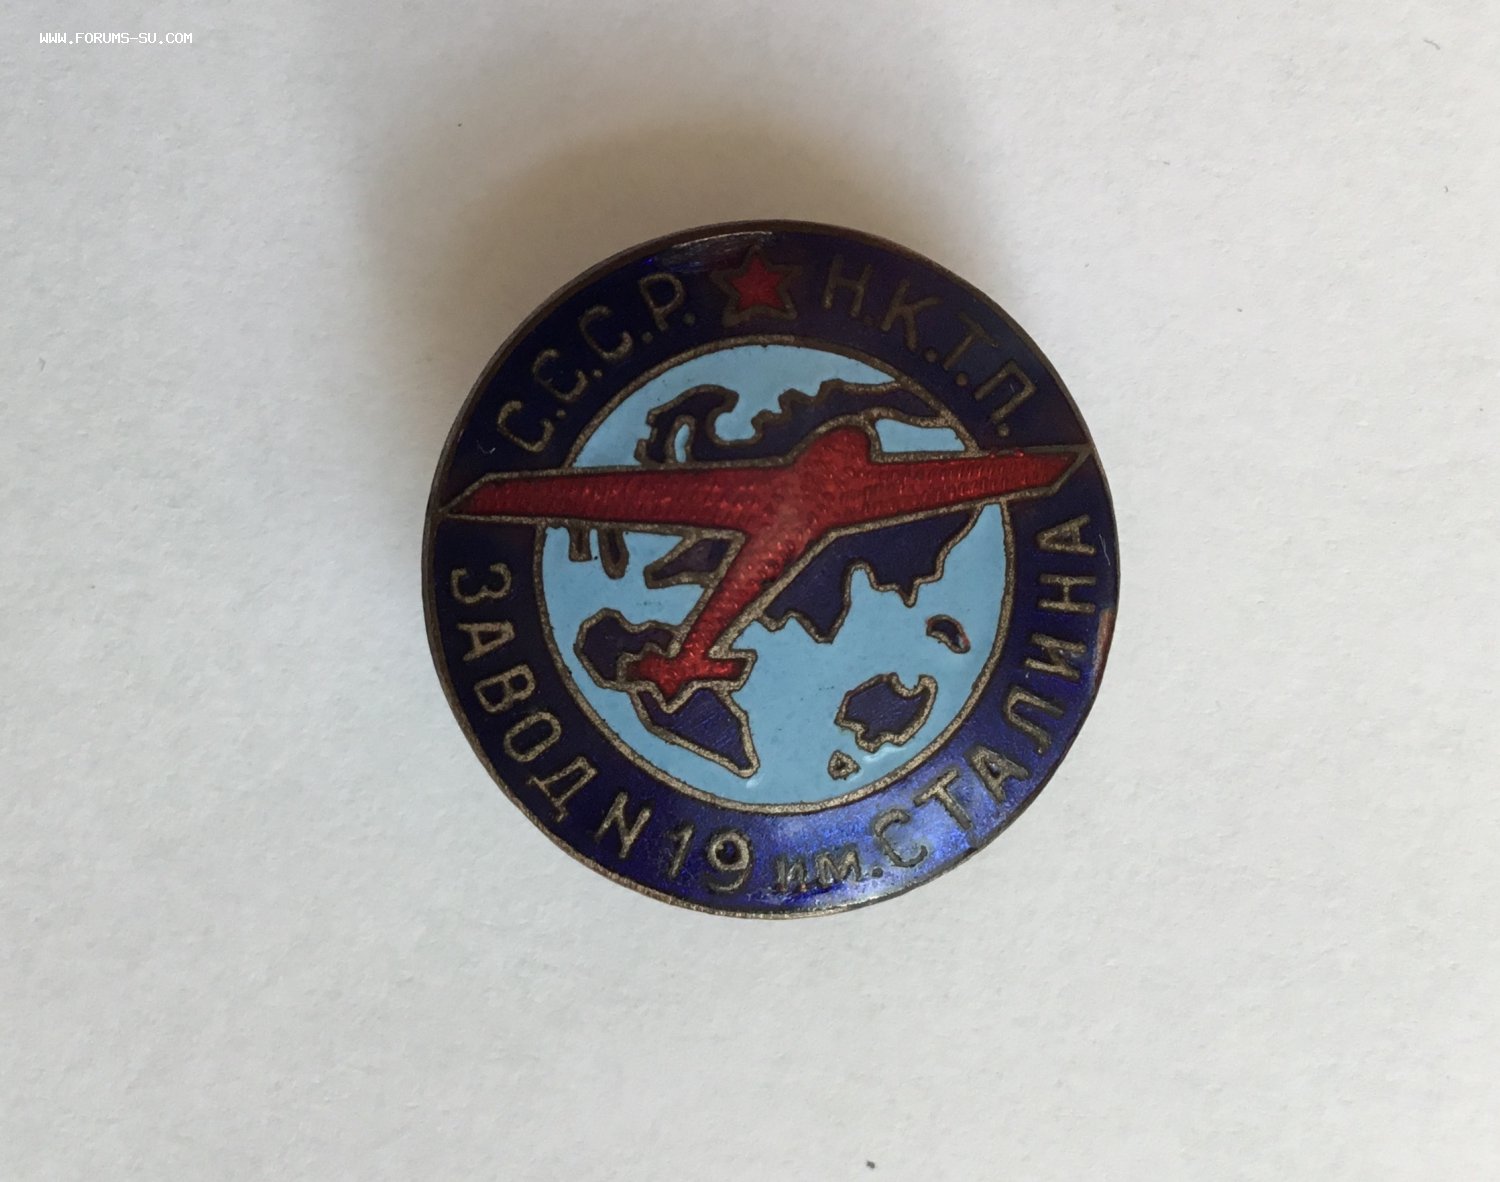 WWW.FORUMS-SU.COM
С.С.С.Р. Н.К.Т.П.
ЗАВОД N 19 им. СТАЛИНА